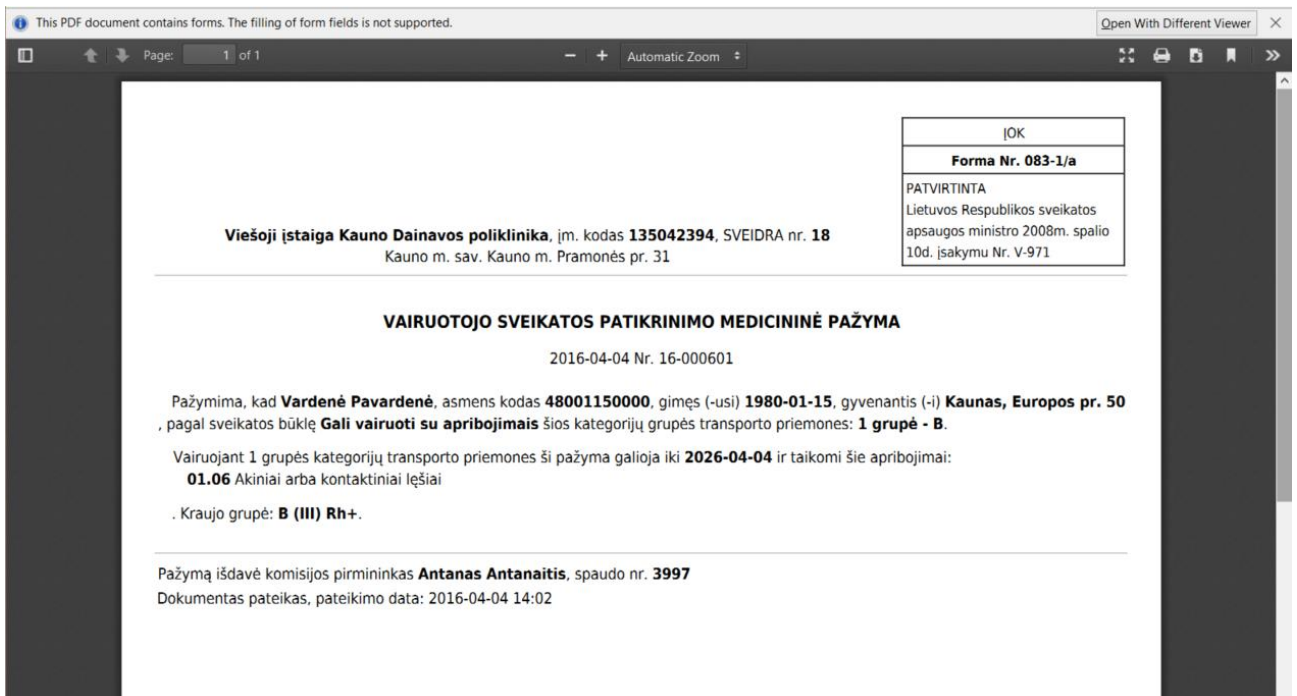 This PDF document contains forms. The filling of form fields is not supported.
Open With Different Viewer
Page: 1 of 1
Automatic Zoom
ĮOK
Forma Nr. 083-1/a
PATVIRTINTA
Lietuvos Respublikos sveikatos
apsaugos ministro 2008m. spalio
10d. įsakymu Nr. V-971
Viešoji įstaiga Kauno Dainavos poliklinika, įm. kodas 135042394, SVEIDRA nr. 18
Kauno m. sav. Kauno m. Pramonės pr. 31
VAIRUOTOJO SVEIKATOS PATIKRINIMO MEDICININĖ PAŽYMA
2016-04-04 Nr. 16-000601
Pažymima, kad Vardenė Pavardenė, asmens kodas 48001150000, gimęs (-usi) 1980-01-15, gyvenantis (-i) Kaunas, Europos pr. 50
, pagal sveikatos būklę Gali vairuoti su apribojimais šios kategorijų grupės transporto priemones: 1 grupė - B.
Vairuojant 1 grupės kategorijų transporto priemones ši pažyma galioja iki 2026-04-04 ir taikomi šie apribojimai:
01.06 Akiniai arba kontaktiniai lęšiai
. Kraujo grupė: B (III) Rh+.
Pažymą išdavė komisijos pirmininkas Antanas Antanaitis, spaudo nr. 3997
Dokumentas pateikas, pateikimo data: 2016-04-04 14:02